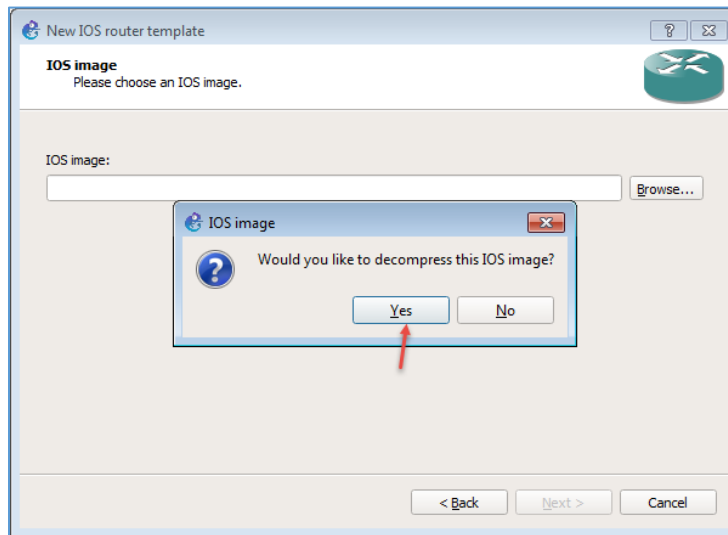 New IOS router template
IOS image
Please choose an IOS image.
IOS image:
Browse...
IOS image
Would you like to decompress this IOS image?
Yes No
< Back Next > Cancel